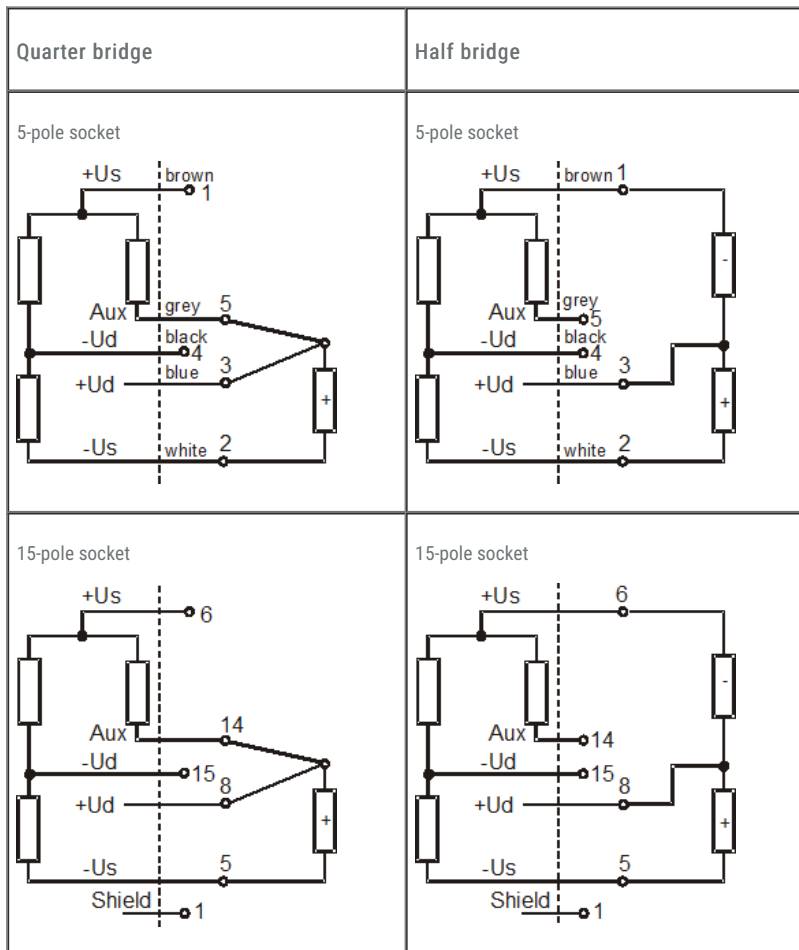 Quarter bridge
Half bridge
5-pole socket
+Us brown
1
Aux grey 5
-Ud black
4
+Ud blue 3
+
-Us white 2
5-pole socket
+Us brown 1
-
Aux grey
5
-Ud black
4
+Ud blue 3
+
-Us white 2
15-pole socket
+Us
6
Aux 14
-Ud 15
+Ud 8
+
-Us 5
Shield 1
15-pole socket
+Us 6
-
Aux 14
-Ud 15
+Ud 8
+
-Us 5
Shield 1